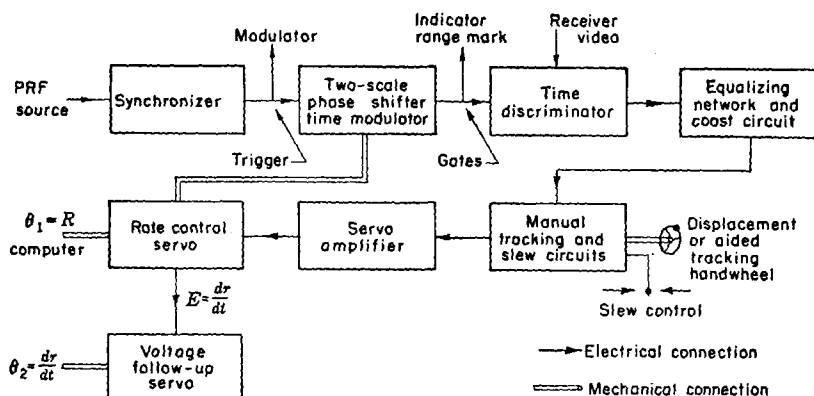 Modulator
Indicator
range mark
Receiver
video
PRF
source
Synchronizer
Two-scale
phase shifter
time modulator
Time
discriminator
Equalizing
network and
coast circuit
Trigger
Gates
θ₁ = R
computer
Rate control
servo
Servo
amplifier
Manual
tracking and
slew circuits
Displacement
or aided
tracking
handwheel
Slew control
E = dr/dt
θ₂ = dr/dt
Voltage
follow-up
servo
Electrical connection
Mechanical connection